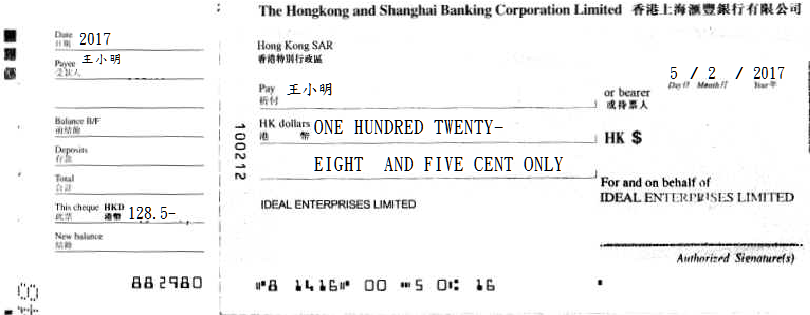 The Hongkong and Shanghai Banking Corporation Limited 香港上海滙豐銀行有限公司
Date 2017
日期
Payee 王小明
受款人
Balance B/F
前結餘
Deposits
存款
Total
合計
This cheque HKD 128.5-
此票 港幣
New balance
結餘
882980
100212
Hong Kong SAR
香港特別行政區
5 / 2 / 2017
Day 日 Month 月 Year 年
Pay 王小明
祈付
or bearer
或持票人
HK dollars ONE HUNDRED TWENTY-
港 幣
HK $
EIGHT AND FIVE CENT ONLY
For and on behalf of
IDEAL ENTERPRISES LIMITED
IDEAL ENTERPRISES LIMITED
Authorized Signature(s)
8 1416 00 5 0 16